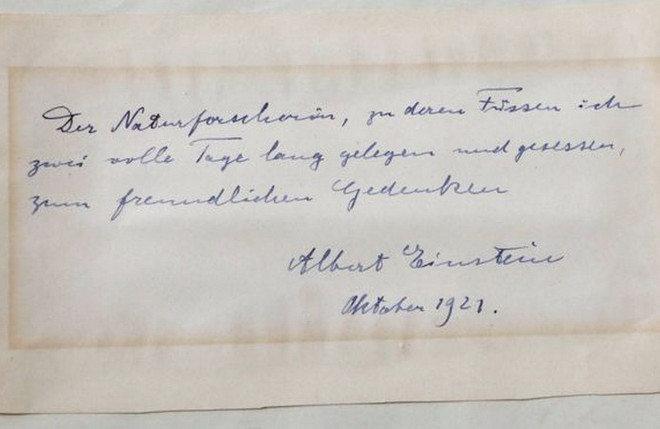 Der Naturforscherin, zu deren Füssen ich
zwei volle Tage lang gelegen und gesessen,
zum freundlichen Gedenken
Albert Einstein
Oktober 1921.